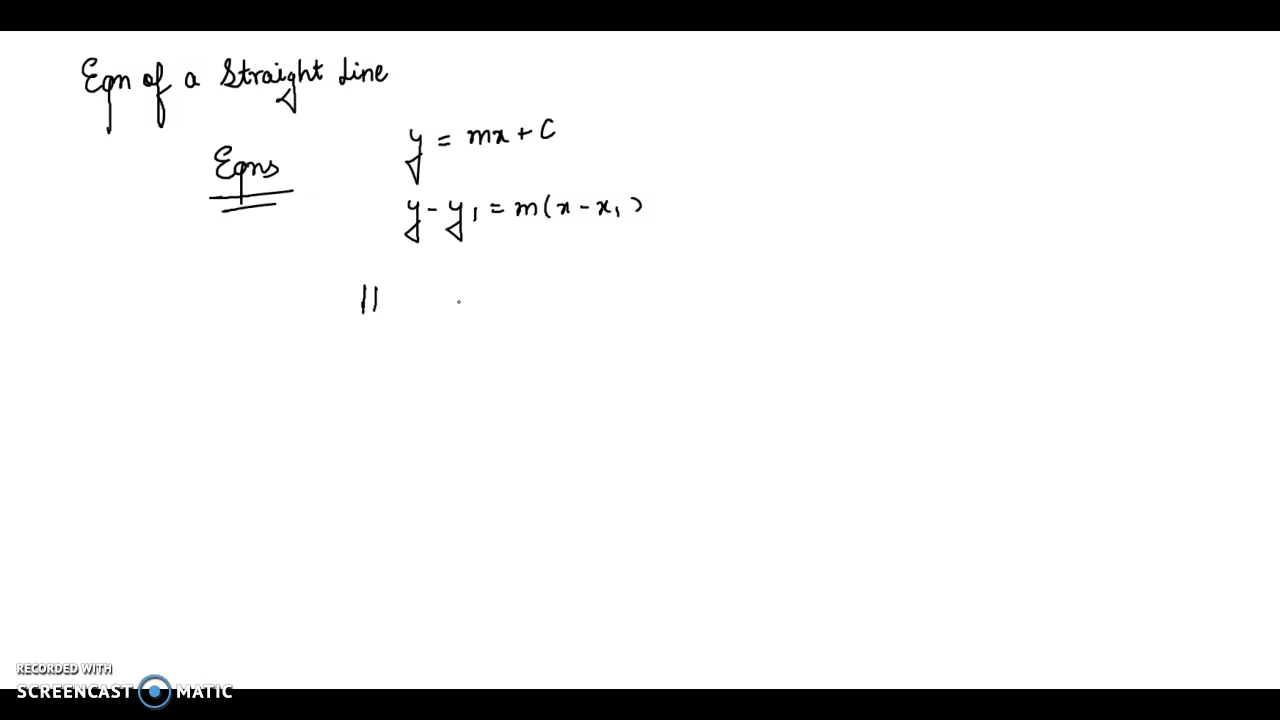 Eqn of a Straight Line
Eqns
y = mx + c
y - y₁ = m(x - x₁)
||
RECORDED WITH
SCREENCAST MATIC